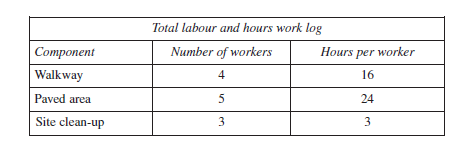 Total labour and hours work log
Component Number of workers Hours per worker
Walkway 4 16
Paved area 5 24
Site clean-up 3 3